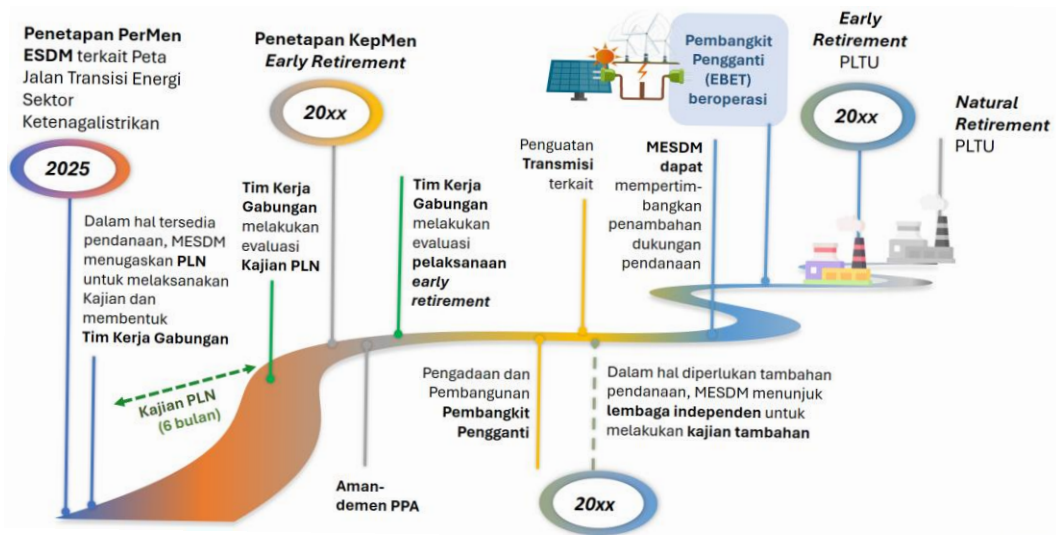 Penetapan PerMen
ESDM terkait Peta
Jalan Transisi Energi
Sektor
Ketenagalistrikan
2025
Dalam hal tersedia
pendanaan, MESDM
menugaskan PLN
untuk melaksanakan
Kajian dan
membentuk
Tim Kerja Gabungan
Kajian PLN
(6 bulan)
Tim Kerja
Gabungan
melakukan
evaluasi
Kajian PLN
Penetapan KepMen
Early Retirement
20xx
Aman-
demen PPA
Tim Kerja
Gabungan
melakukan
evaluasi
pelaksanaan
early
retirement
Pengadaan dan
Pembangunan
Pembangkit
Pengganti
Penguatan
Transmisi
terkait
Dalam hal diperlukan tambahan
pendanaan, MESDM menunjuk
lembaga independen untuk
melakukan kajian tambahan
20xx
MESDM
dapat
mempertim-
bangkan
penambahan
dukungan
pendanaan
Pembangkit
Pengganti
(EBET)
beroperasi
Early
Retirement
PLTU
20xx
Natural
Retirement
PLTU